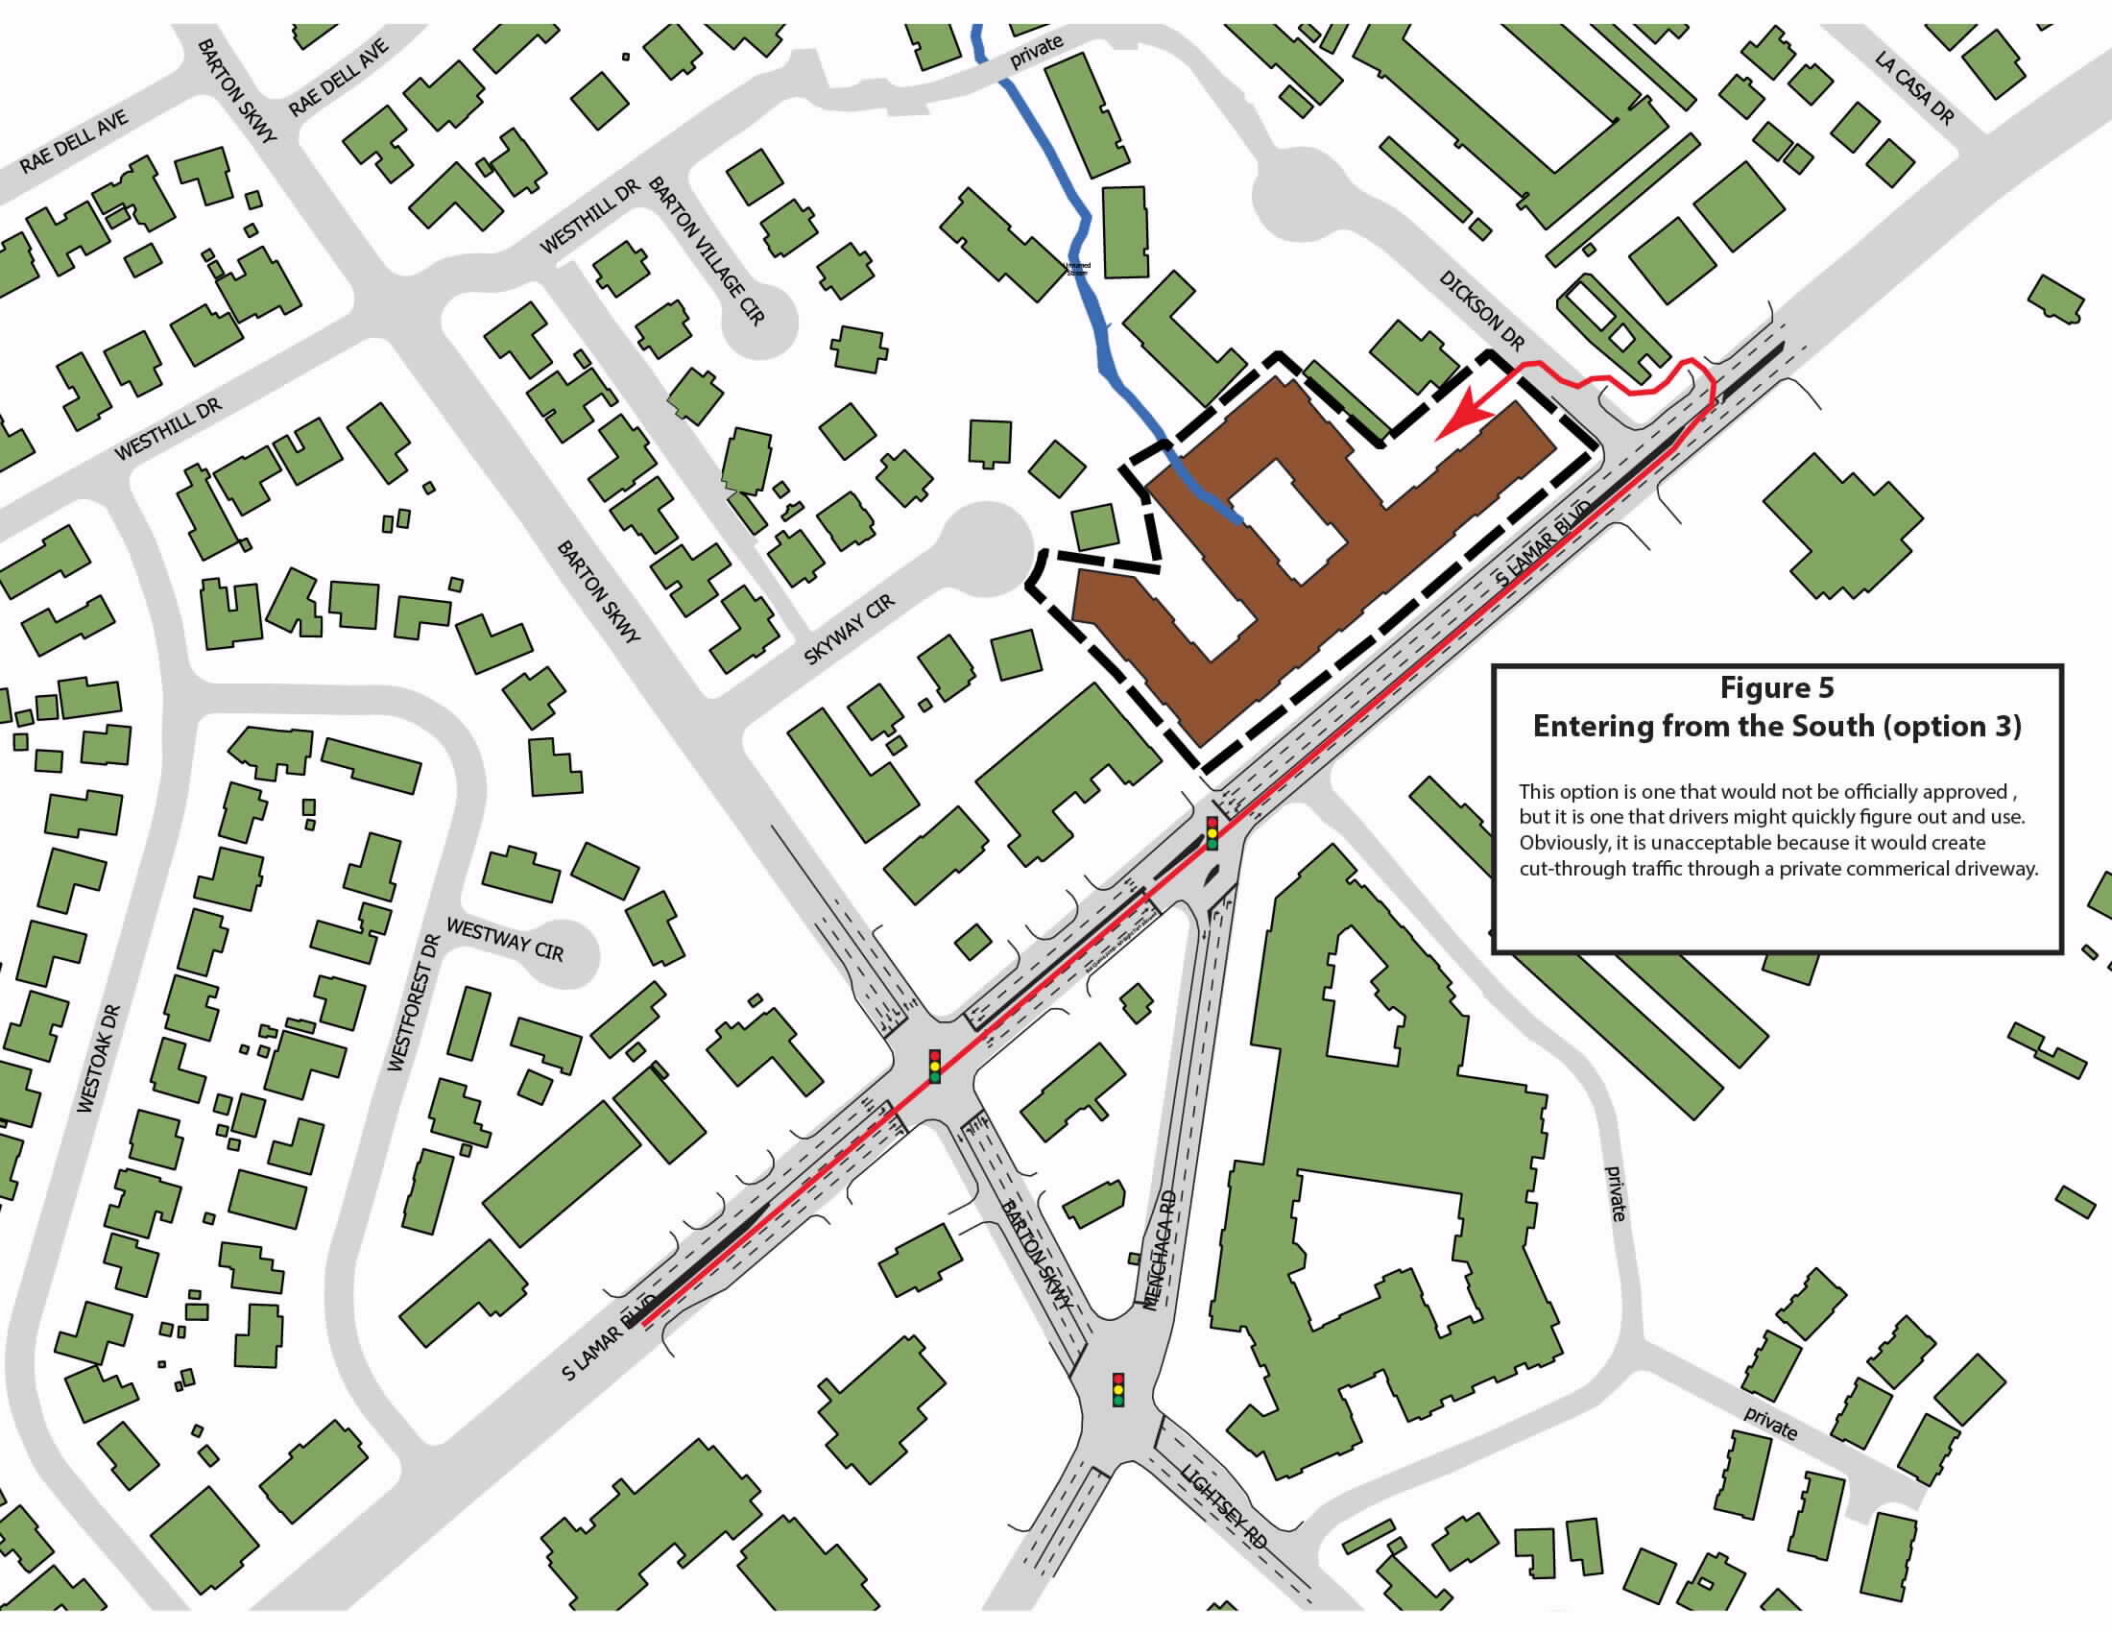 private
LA CASA DR
BARTON SKWY
RAE DELL AVE
RAE DELL AVE
WESTHILL DR
BARTON VILLAGE CIR
DICKSON DR
WESTHILL DR
S LAMAR BLVD
BARTON SKWY
SKYWAY CIR
Figure 5
Entering from the South (option 3)
This option is one that would not be officially approved ,
but it is one that drivers might quickly figure out and use.
Obviously, it is unacceptable because it would create
cut-through traffic through a private commerical driveway.
WESTWAY CIR
WESTFOREST DR
WESTOAK DR
private
BARTON SKWY
MENCHACA RD
S LAMAR BLVD
private
LIGHTSEY RD